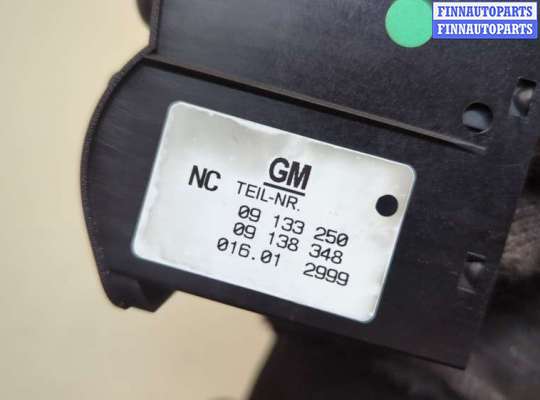 FINNAUTOPARTS
FINNAUTOPARTS
GM
NC TEIL-NR.
09 133 250
09 138 348
016.01 2999